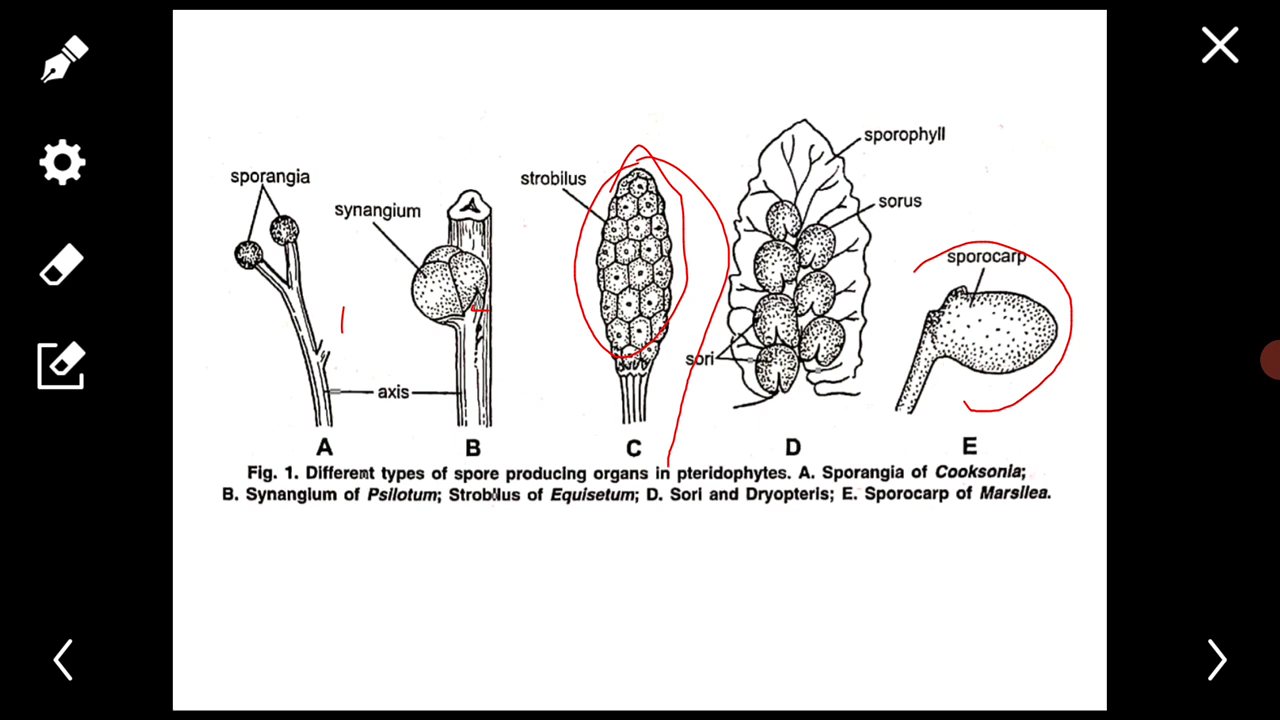 sporophyll
sporangia
strobilus
synangium
sorus
sporocarp
sori
axis
A B C D E
Fig. 1. Different types of spore producing organs in pteridophytes. A. Sporangia of Cooksonia;
B. Synangium of Psilotum; Strobilus of Equisetum; D. Sori and Dryopteris; E. Sporocarp of Marsilea.